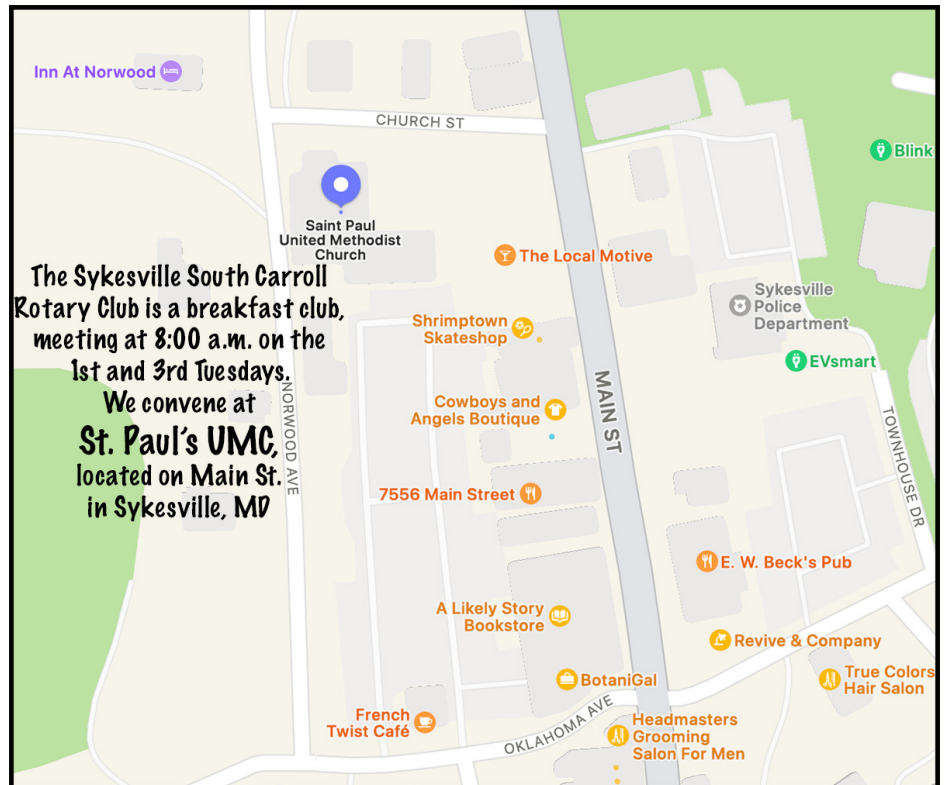 Inn At Norwood
CHURCH ST
Blink
Saint Paul
United Methodist
Church
The Local Motive
The Sykesville South Carroll
Rotary Club is a breakfast club,
meeting at 8:00 a.m. on the
1st and 3rd Tuesdays.
We convene at
St. Paul's UMC,
located on Main St.
in Sykesville, MD
Sykesville
Police
Department
Shrimptown
Skateshop
EVsmart
NORWOOD AVE
MAIN ST
Cowboys and
Angels Boutique
TOWNHOUSE DR
7556 Main Street
E. W. Beck's Pub
A Likely Story
Bookstore
Revive & Company
BotaniGal
True Colors
Hair Salon
French
Twist Café
OKLAHOMA AVE
Headmasters
Grooming
Salon For Men